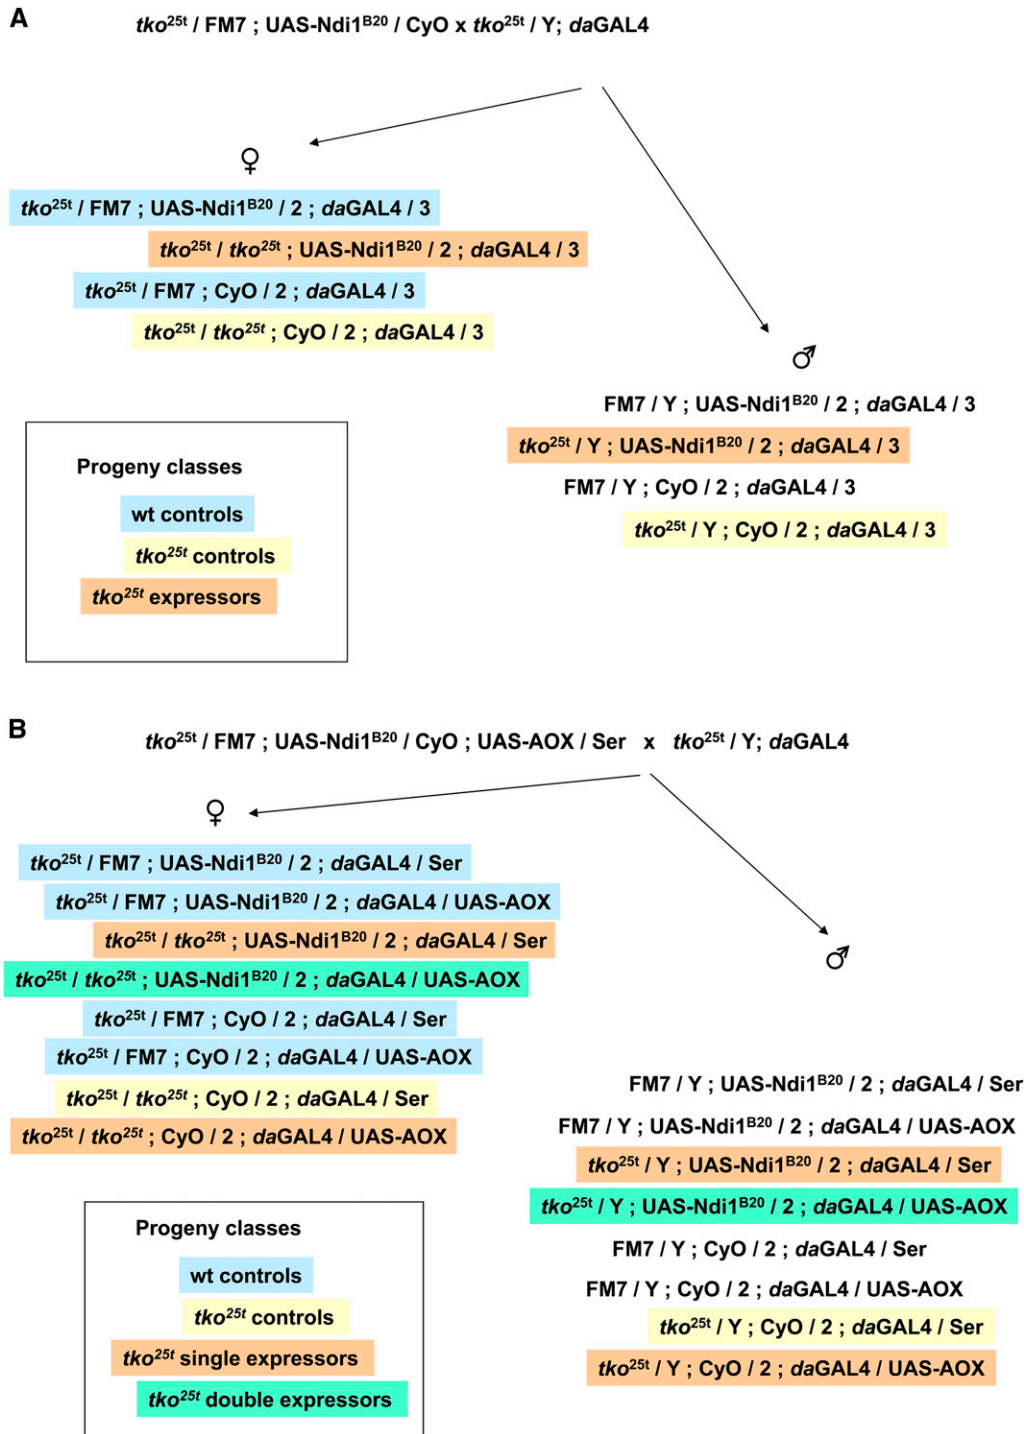 A
tko25t / FM7 ; UAS-Ndi1B20 / CyO x tko25t / Y; daGAL4
♀
tko25t / FM7 ; UAS-Ndi1B20 / 2 ; daGAL4 / 3
tko25t / tko25t ; UAS-Ndi1B20 / 2 ; daGAL4 / 3
tko25t / FM7 ; CyO / 2 ; daGAL4 / 3
tko25t / tko25t ; CyO / 2 ; daGAL4 / 3
♂
FM7 / Y ; UAS-Ndi1B20 / 2 ; daGAL4 / 3
tko25t / Y ; UAS-Ndi1B20 / 2 ; daGAL4 / 3
FM7 / Y ; CyO / 2 ; daGAL4 / 3
tko25t / Y ; CyO / 2 ; daGAL4 / 3
Progeny classes
wt controls
tko25t controls
tko25t expressors
B
tko25t / FM7 ; UAS-Ndi1B20 / CyO ; UAS-AOX / Ser x tko25t / Y; daGAL4
♀
tko25t / FM7 ; UAS-Ndi1B20 / 2 ; daGAL4 / Ser
tko25t / FM7 ; UAS-Ndi1B20 / 2 ; daGAL4 / UAS-AOX
tko25t / tko25t ; UAS-Ndi1B20 / 2 ; daGAL4 / Ser
tko25t / tko25t ; UAS-Ndi1B20 / 2 ; daGAL4 / UAS-AOX
tko25t / FM7 ; CyO / 2 ; daGAL4 / Ser
tko25t / FM7 ; CyO / 2 ; daGAL4 / UAS-AOX
tko25t / tko25t ; CyO / 2 ; daGAL4 / Ser
tko25t / tko25t ; CyO / 2 ; daGAL4 / UAS-AOX
♂
FM7 / Y ; UAS-Ndi1B20 / 2 ; daGAL4 / Ser
FM7 / Y ; UAS-Ndi1B20 / 2 ; daGAL4 / UAS-AOX
tko25t / Y ; UAS-Ndi1B20 / 2 ; daGAL4 / Ser
tko25t / Y ; UAS-Ndi1B20 / 2 ; daGAL4 / UAS-AOX
FM7 / Y ; CyO / 2 ; daGAL4 / Ser
FM7 / Y ; CyO / 2 ; daGAL4 / UAS-AOX
tko25t / Y ; CyO / 2 ; daGAL4 / Ser
tko25t / Y ; CyO / 2 ; daGAL4 / UAS-AOX
Progeny classes
wt controls
tko25t controls
tko25t single expressors
tko25t double expressors